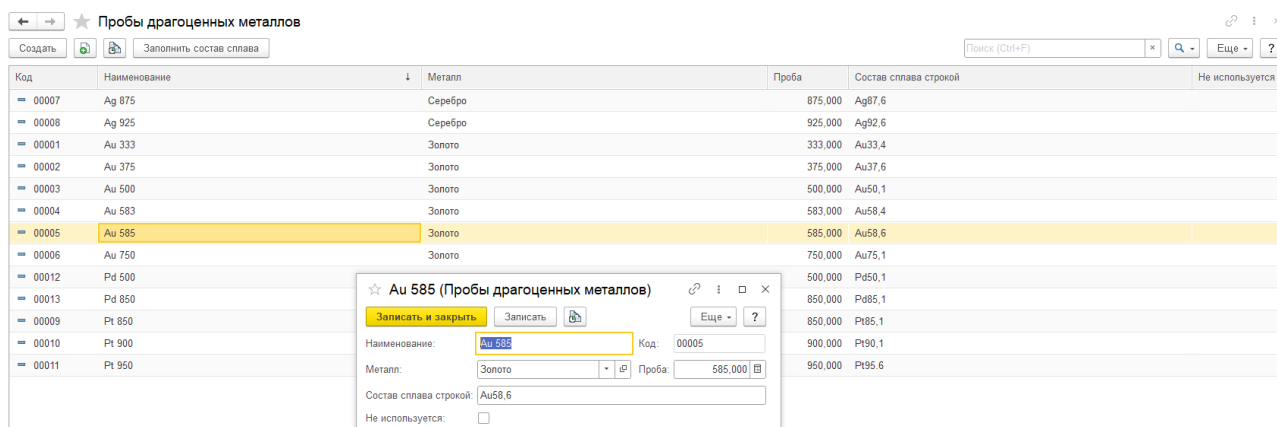 Пробы драгоценных металлов
Создать Заполнить состав сплава Поиск (Ctrl+F) × Еще ?
Код Наименование ↓ Металл Проба Состав сплава строкой Не используется
00007 Ag 875 Серебро 875,000 Ag87,6
00008 Ag 925 Серебро 925,000 Ag92,6
00001 Au 333 Золото 333,000 Au33,4
00002 Au 375 Золото 375,000 Au37,6
00003 Au 500 Золото 500,000 Au50,1
00004 Au 583 Золото 583,000 Au58,4
00005 Au 585 Золото 585,000 Au58,6
00006 Au 750 Золото 750,000 Au75,1
00012 Pd 500 500,000 Pd50,1
00013 Pd 850 850,000 Pd85,1
00009 Pt 850 850,000 Pt85,1
00010 Pt 900 900,000 Pt90,1
00011 Pt 950 950,000 Pt95.6
Au 585 (Пробы драгоценных металлов)
Записать и закрыть Записать Еще ?
Наименование: Au 585 Код: 00005
Металл: Золото Проба: 585,000
Состав сплава строкой: Au58,6
Не используется: